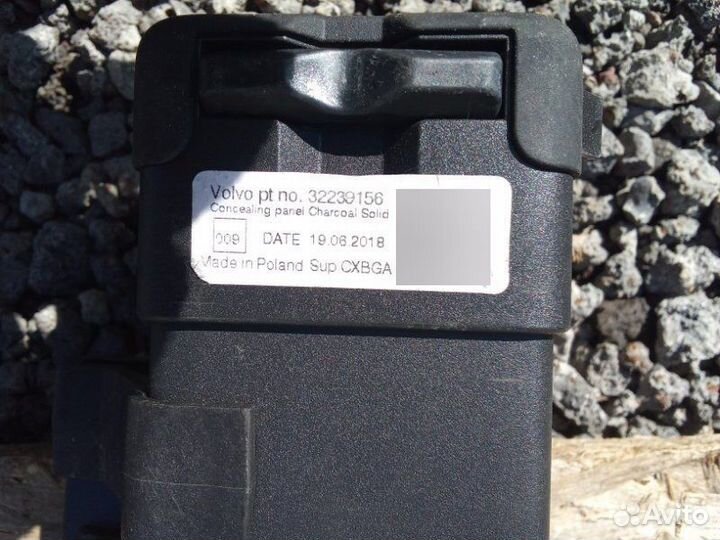 Volvo pt no. 32239156
Concealing panel Charcoal Solid
009 DATE 19.06.2018
Made in Poland Sup CXBGA
Avito